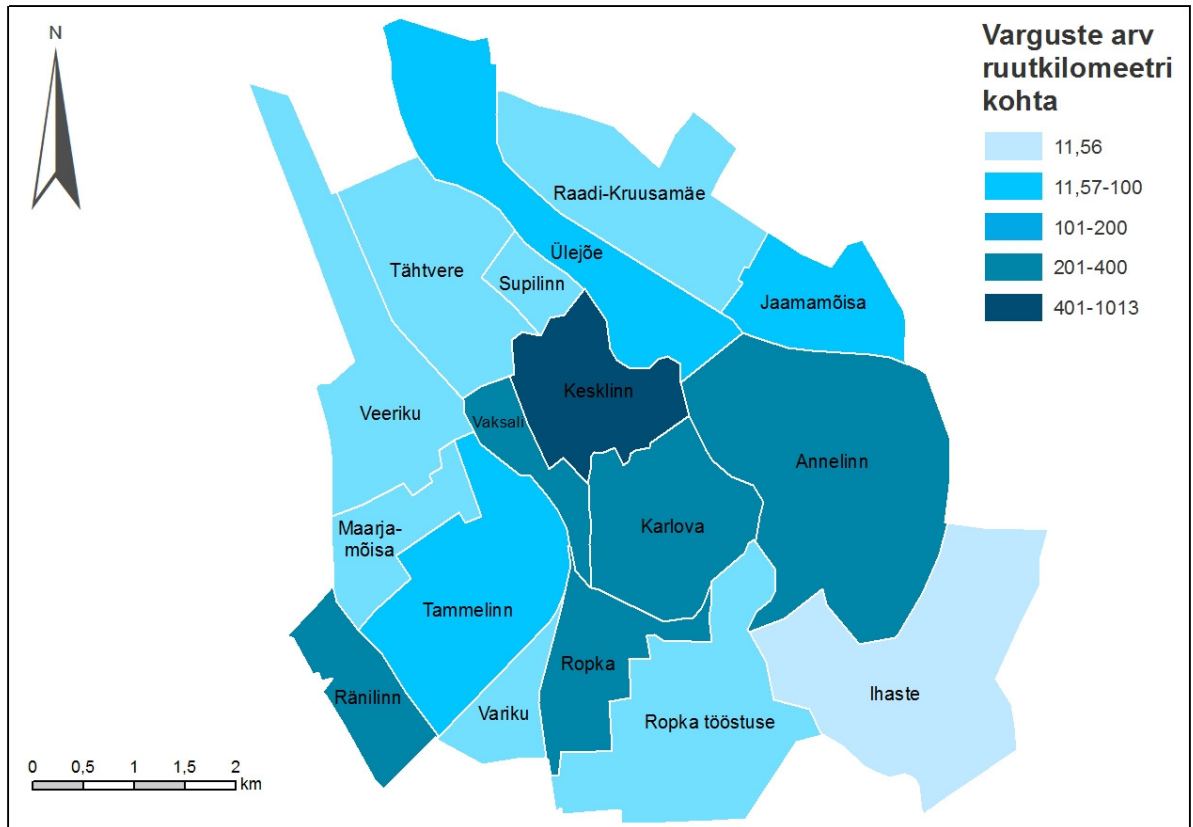 N
Varguste arv
ruutkilomeetri
kohta
11,56
11,57-100
101-200
201-400
401-1013
Raadi-Kruusamäe
Ülejõe
Tähtvere
Supilinn
Jaamamõisa
Kesklinn
Veeriku
Vaksali
Annelinn
Karlova
Maarja-
mõisa
Tammelinn
Ropka
Ränilinn
Variku
Ropka tööstuse
Ihaste
0 0,5 1 1,5 2
km